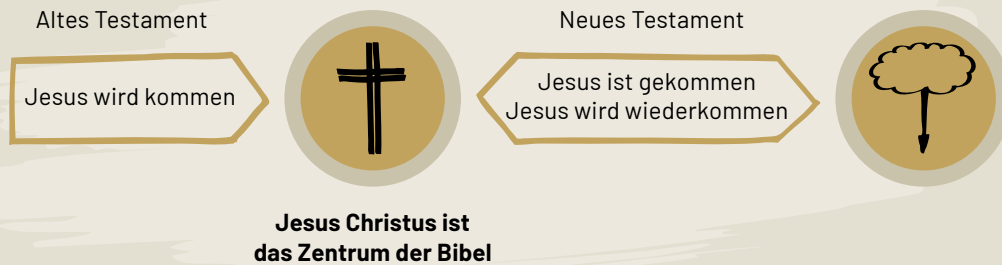 Altes Testament
Neues Testament
Jesus wird kommen
Jesus ist gekommen
Jesus wird wiederkommen
Jesus Christus ist
das Zentrum der Bibel